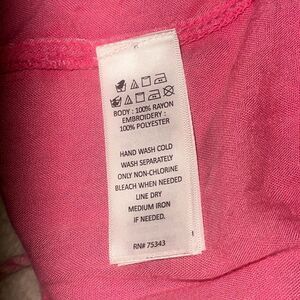 BODY : 100% RAYON
EMBROIDERY :
100% POLYESTER
HAND WASH COLD
WASH SEPARATELY
ONLY NON-CHLORINE
BLEACH WHEN NEEDED
LINE DRY
MEDIUM IRON
IF NEEDED.
RN# 75343